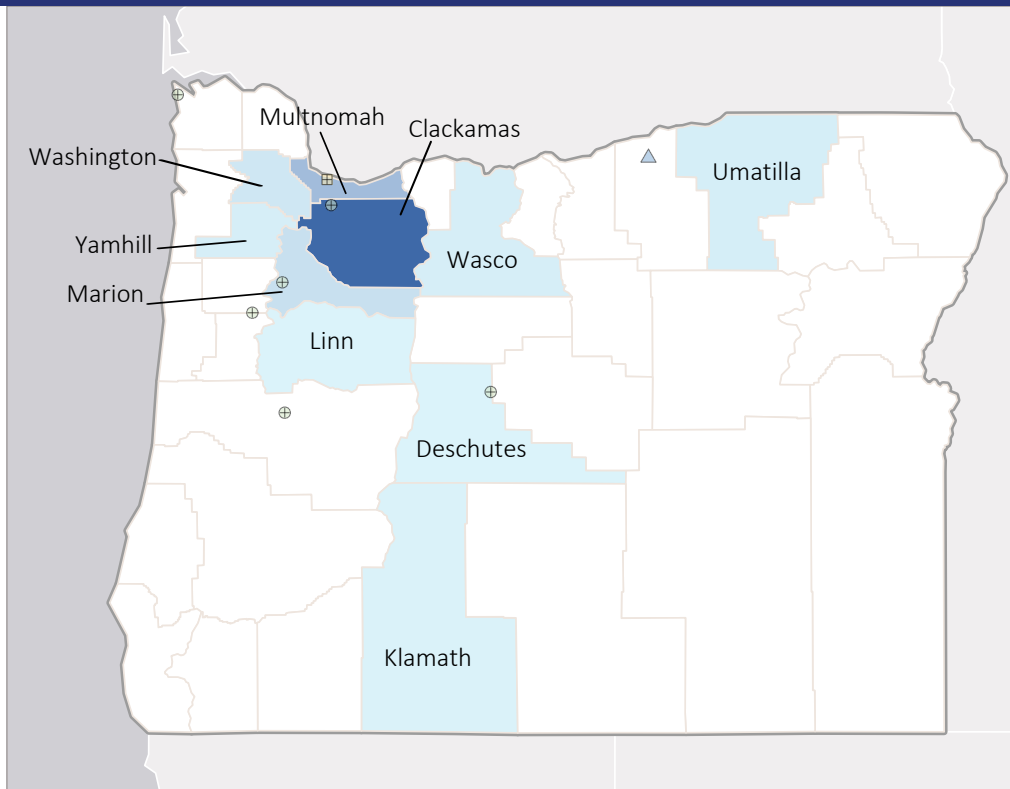 Multnomah
Clackamas
Washington
Umatilla
Yamhill
Wasco
Marion
Linn
Deschutes
Klamath